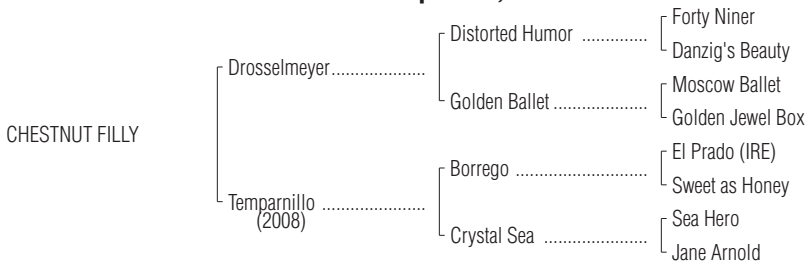 Forty Niner
Distorted Humor ..............
Danzig's Beauty
Drosselmeyer.....................
Moscow Ballet
Golden Ballet .....................
Golden Jewel Box
CHESTNUT FILLY
El Prado (IRE)
Borrego .......................
Sweet as Honey
Temparnillo .......................
(2008)
Sea Hero
Crystal Sea .......................
Jane Arnold